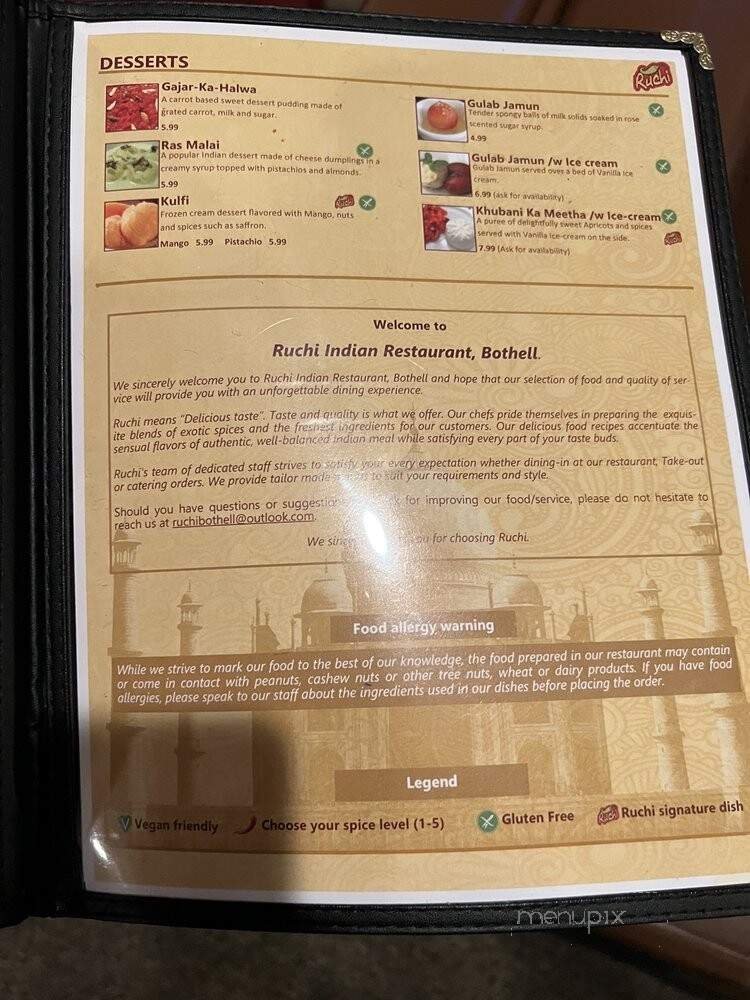 DESSERTS
Ruchi
Gajar-Ka-Halwa
A carrot based sweet dessert pudding made of
grated carrot, milk and sugar.
5.99
Ras Malai
A popular Indian dessert made of cheese dumplings in a
creamy syrup topped with pistachios and almonds.
5.99
Kulfi
Ruchi
Frozen cream dessert flavored with Mango, nuts
and spices such as saffron.
Mango 5.99 Pistachio 5.99
Gulab Jamun
Tender spongy balls of milk solids soaked in rose
scented sugar syrup.
4.99
Gulab Jamun /w Ice cream
Gulab Jamun served over a bed of Vanilla Ice
cream.
6.99 (ask for availability)
Khubani Ka Meetha /w Ice-cream
A puree of delightfully sweet Apricots and spices
served with Vanilla Ice-cream on the side.
Ruchi
7.99 (Ask for availability)
Welcome to
Ruchi Indian Restaurant, Bothell.
We sincerely welcome you to Ruchi Indian Restaurant, Bothell and hope that our selection of food and quality of ser-
vice will provide you with an unforgettable dining experience.
Ruchi means "Delicious taste". Taste and quality is what we offer. Our chefs pride themselves in preparing the exquis-
ite blends of exotic spices and the freshest ingredients for our customers. Our delicious food recipes accentuate the
sensual flavors of authentic, well-balanced Indian meal while satisfying every part of your taste buds.
Ruchi's team of dedicated staff strives to satisfy your every expectation whether dining-in at our restaurant, Take-out
or catering orders. We provide tailor made to suit your requirements and style.
Should you have questions or suggestion for improving our food/service, please do not hesitate to
reach us at ruchibothell@outlook.com.
We since you for choosing Ruchi.
Food allergy warning
While we strive to mark our food to the best of our knowledge, the food prepared in our restaurant may contain
or come in contact with peanuts, cashew nuts or other tree nuts, wheat or dairy products. If you have food
allergies, please speak to our staff about the ingredients used in our dishes before placing the order.
Legend
V Vegan friendly Choose your spice level (1-5) Gluten Free Ruchi Ruchi signature dish
menupix